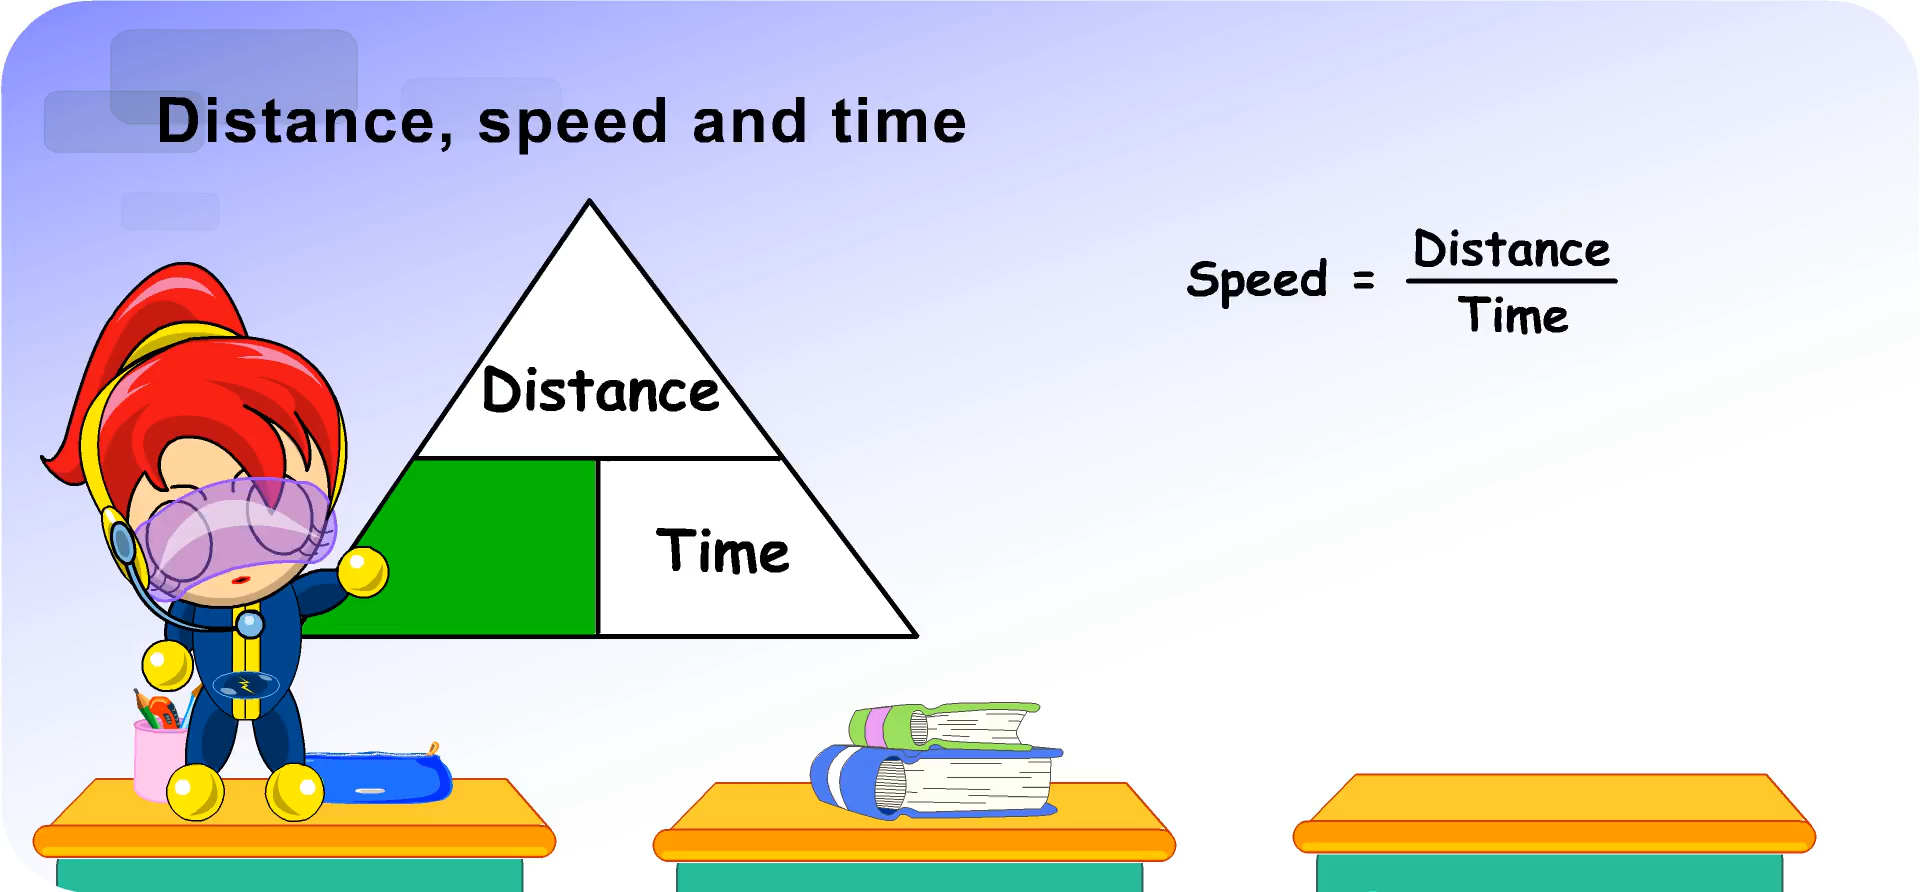 Distance, speed and time
Distance
Time
Speed = Distance
Time